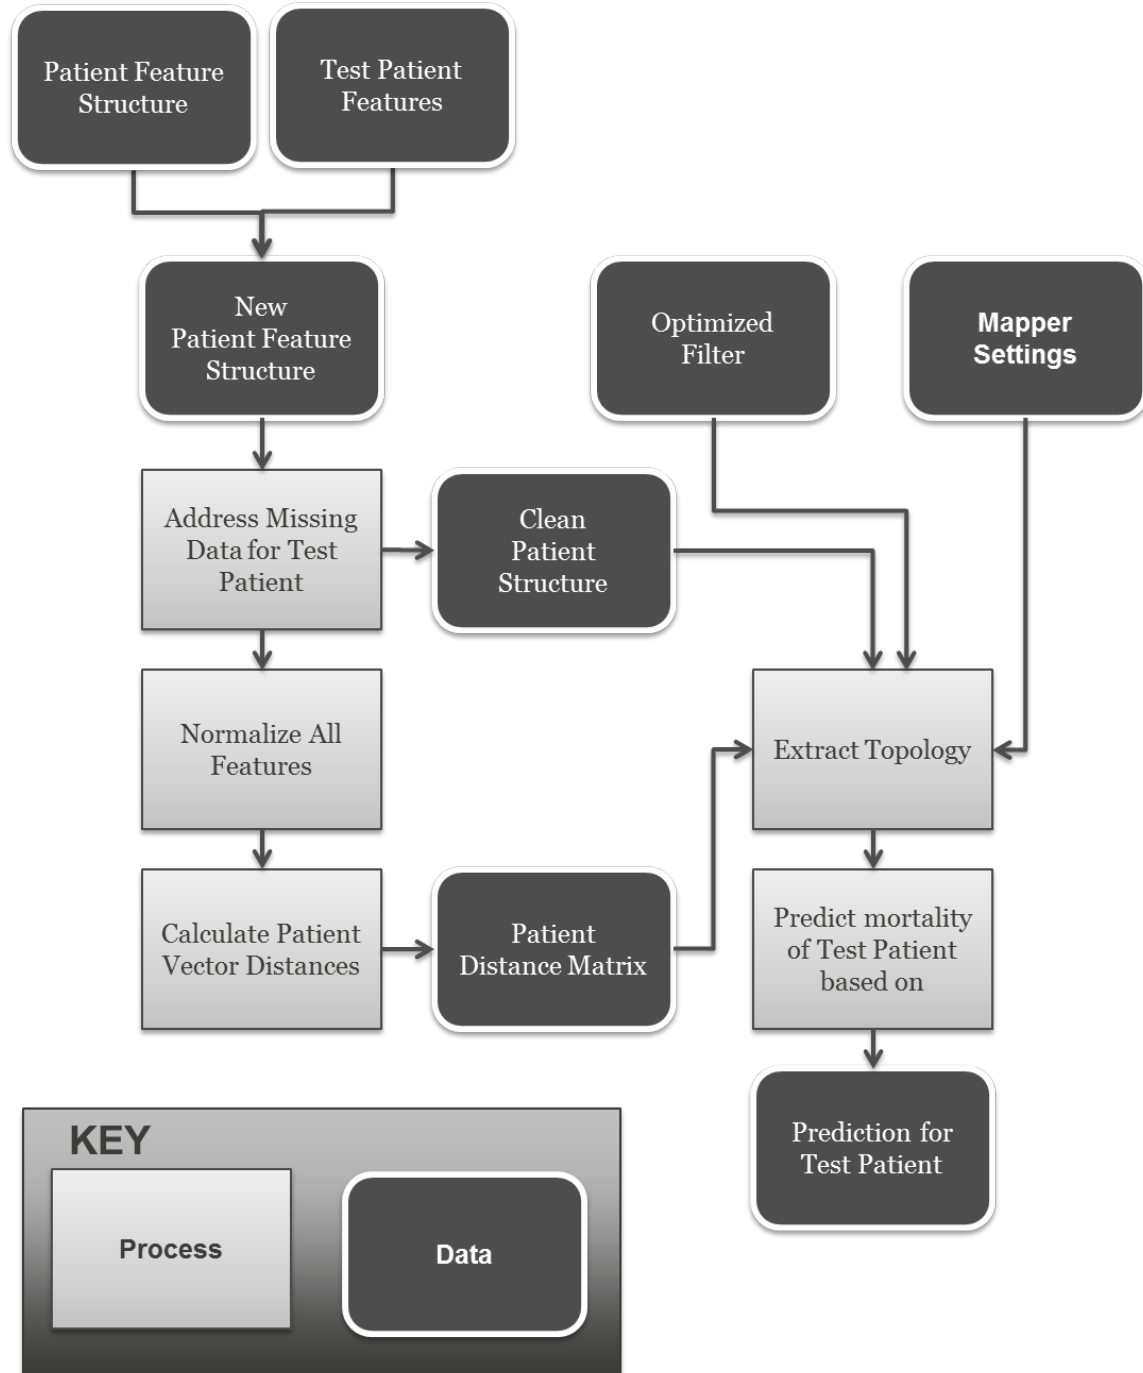 Patient Feature
Structure
Test Patient
Features
New
Patient Feature
Structure
Optimized
Filter
Mapper
Settings
Address Missing
Data for Test
Patient
Clean
Patient
Structure
Normalize All
Features
Extract Topology
Calculate Patient
Vector Distances
Patient
Distance Matrix
Predict mortality
of Test Patient
based on
Prediction for
Test Patient
KEY
Process
Data